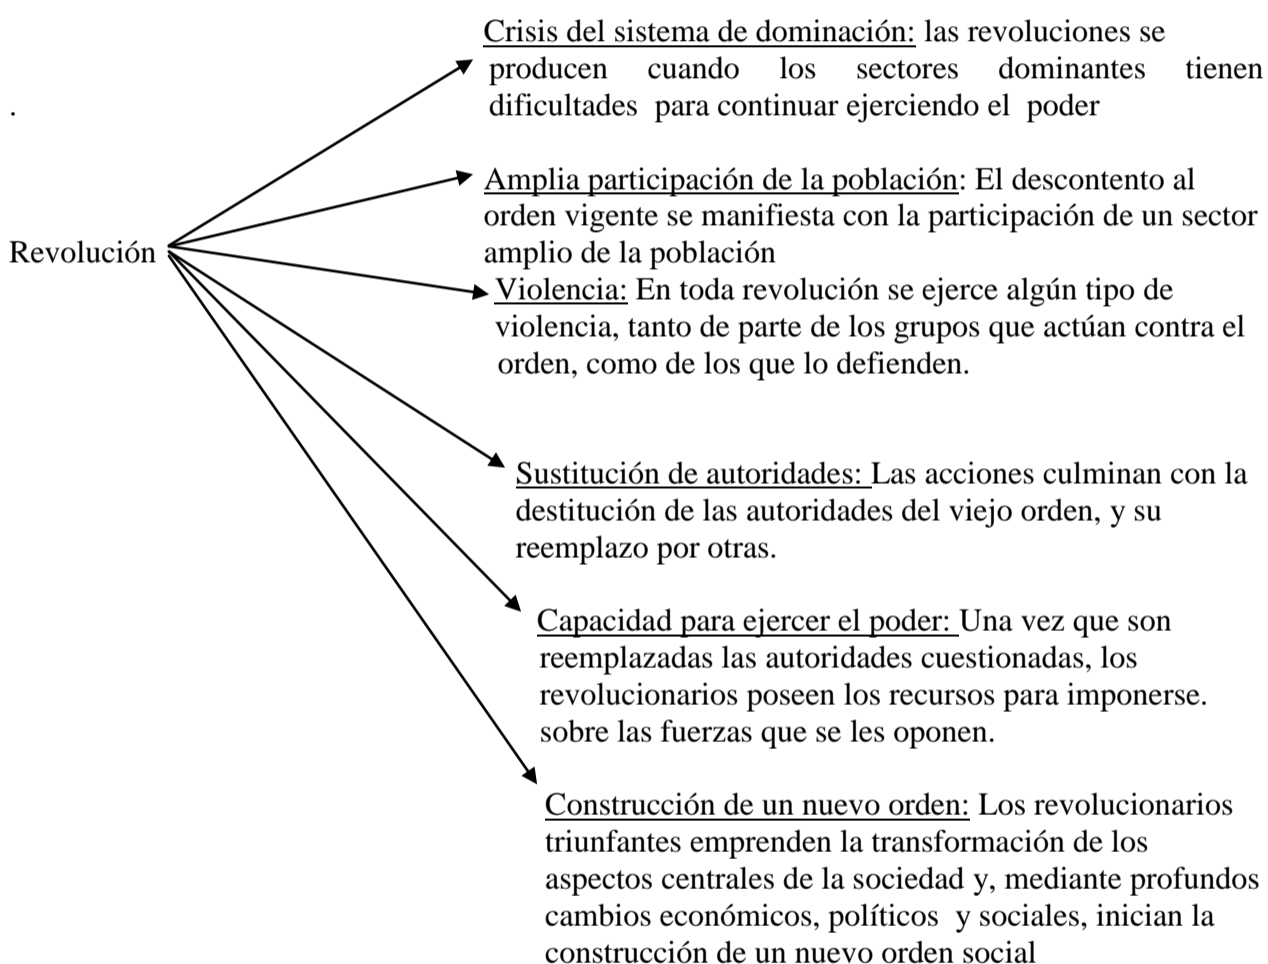 Crisis del sistema de dominación: las revoluciones se
producen cuando los sectores dominantes tienen
dificultades para continuar ejerciendo el poder
.
Amplia participación de la población: El descontento al
orden vigente se manifiesta con la participación de un sector
amplio de la población
Revolución
Violencia: En toda revolución se ejerce algún tipo de
violencia, tanto de parte de los grupos que actúan contra el
orden, como de los que lo defienden.
Sustitución de autoridades: Las acciones culminan con la
destitución de las autoridades del viejo orden, y su
reemplazo por otras.
Capacidad para ejercer el poder: Una vez que son
reemplazadas las autoridades cuestionadas, los
revolucionarios poseen los recursos para imponerse.
sobre las fuerzas que se les oponen.
Construcción de un nuevo orden: Los revolucionarios
triunfantes emprenden la transformación de los
aspectos centrales de la sociedad y, mediante profundos
cambios económicos, políticos y sociales, inician la
construcción de un nuevo orden social